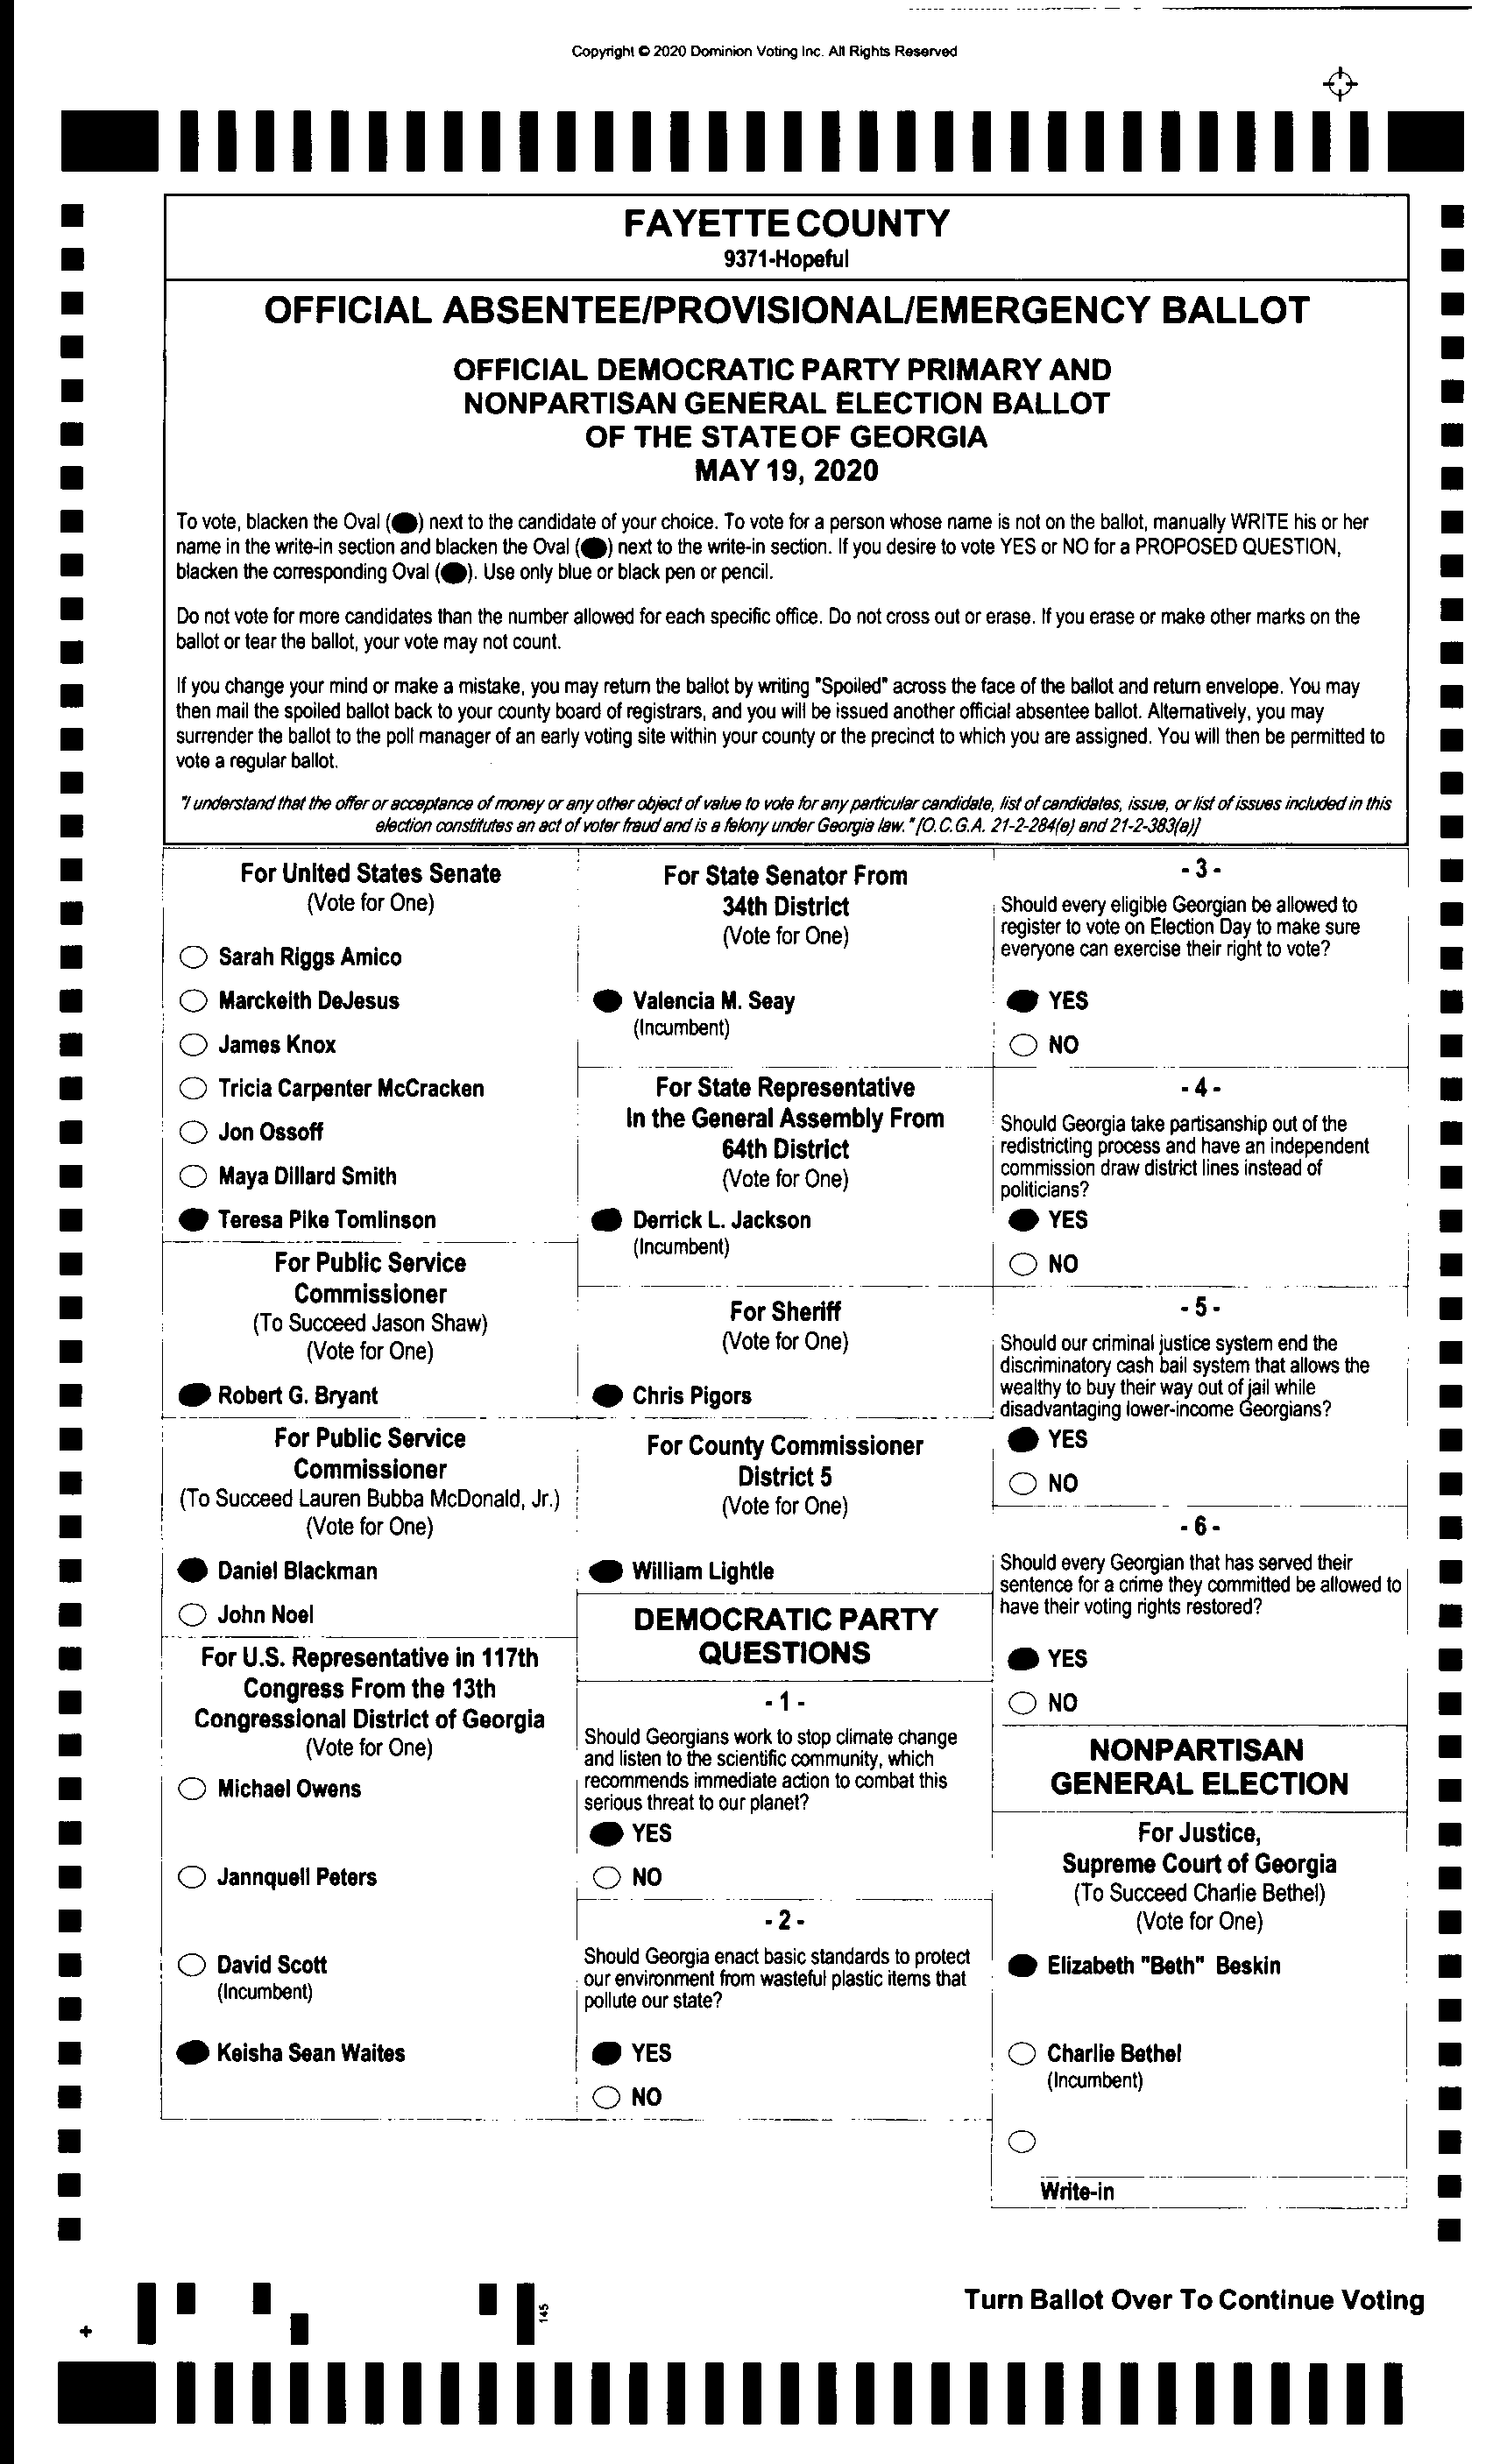 Copyright © 2020 Dominion Voting Inc. All Rights Reserved
FAYETTE COUNTY
9371-Hopeful
OFFICIAL ABSENTEE/PROVISIONAL/EMERGENCY BALLOT
OFFICIAL DEMOCRATIC PARTY PRIMARY AND
NONPARTISAN GENERAL ELECTION BALLOT
OF THE STATE OF GEORGIA
MAY 19, 2020
To vote, blacken the Oval ( ) next to the candidate of your choice. To vote for a person whose name is not on the ballot, manually WRITE his or her
name in the write-in section and blacken the Oval ( ) next to the write-in section. If you desire to vote YES or NO for a PROPOSED QUESTION,
blacken the corresponding Oval ( ). Use only blue or black pen or pencil.
Do not vote for more candidates than the number allowed for each specific office. Do not cross out or erase. If you erase or make other marks on the
ballot or tear the ballot, your vote may not count.
If you change your mind or make a mistake, you may return the ballot by writing "Spoiled" across the face of the ballot and return envelope. You may
then mail the spoiled ballot back to your county board of registrars, and you will be issued another official absentee ballot. Alternatively, you may
surrender the ballot to the poll manager of an early voting site within your county or the precinct to which you are assigned. You will then be permitted to
vote a regular ballot.
"I understand that the offer or acceptance of money or any other object of value to vote for any particular candidate, list of candidates, issue, or list of issues included in this
election constitutes an act of voter fraud and is a felony under Georgia law." [O.C.G.A. 21-2-284(e) and 21-2-383(a)]
For United States Senate
(Vote for One)
Sarah Riggs Amico
Marckeith DeJesus
James Knox
Tricia Carpenter McCracken
Jon Ossoff
Maya Dillard Smith
Teresa Pike Tomlinson
For Public Service
Commissioner
(To Succeed Jason Shaw)
(Vote for One)
Robert G. Bryant
For Public Service
Commissioner
(To Succeed Lauren Bubba McDonald, Jr.)
(Vote for One)
Daniel Blackman
John Noel
For U.S. Representative in 117th
Congress From the 13th
Congressional District of Georgia
(Vote for One)
Michael Owens
Jannquell Peters
David Scott
(Incumbent)
Keisha Sean Waites
For State Senator From
34th District
(Vote for One)
Valencia M. Seay
(Incumbent)
For State Representative
In the General Assembly From
64th District
(Vote for One)
Derrick L. Jackson
(Incumbent)
For Sheriff
(Vote for One)
Chris Pigors
For County Commissioner
District 5
(Vote for One)
William Lightle
DEMOCRATIC PARTY
QUESTIONS
- 1 -
Should Georgians work to stop climate change
and listen to the scientific community, which
recommends immediate action to combat this
serious threat to our planet?
YES
NO
- 2 -
Should Georgia enact basic standards to protect
our environment from wasteful plastic items that
pollute our state?
YES
NO
- 3 -
Should every eligible Georgian be allowed to
register to vote on Election Day to make sure
everyone can exercise their right to vote?
YES
NO
- 4 -
Should Georgia take partisanship out of the
redistricting process and have an independent
commission draw district lines instead of
politicians?
YES
NO
- 5 -
Should our criminal justice system end the
discriminatory cash bail system that allows the
wealthy to buy their way out of jail while
disadvantaging lower-income Georgians?
YES
NO
- 6 -
Should every Georgian that has served their
sentence for a crime they committed be allowed to
have their voting rights restored?
YES
NO
NONPARTISAN
GENERAL ELECTION
For Justice,
Supreme Court of Georgia
(To Succeed Charlie Bethel)
(Vote for One)
Elizabeth "Beth" Beskin
Charlie Bethel
(Incumbent)
Write-in
145
Turn Ballot Over To Continue Voting